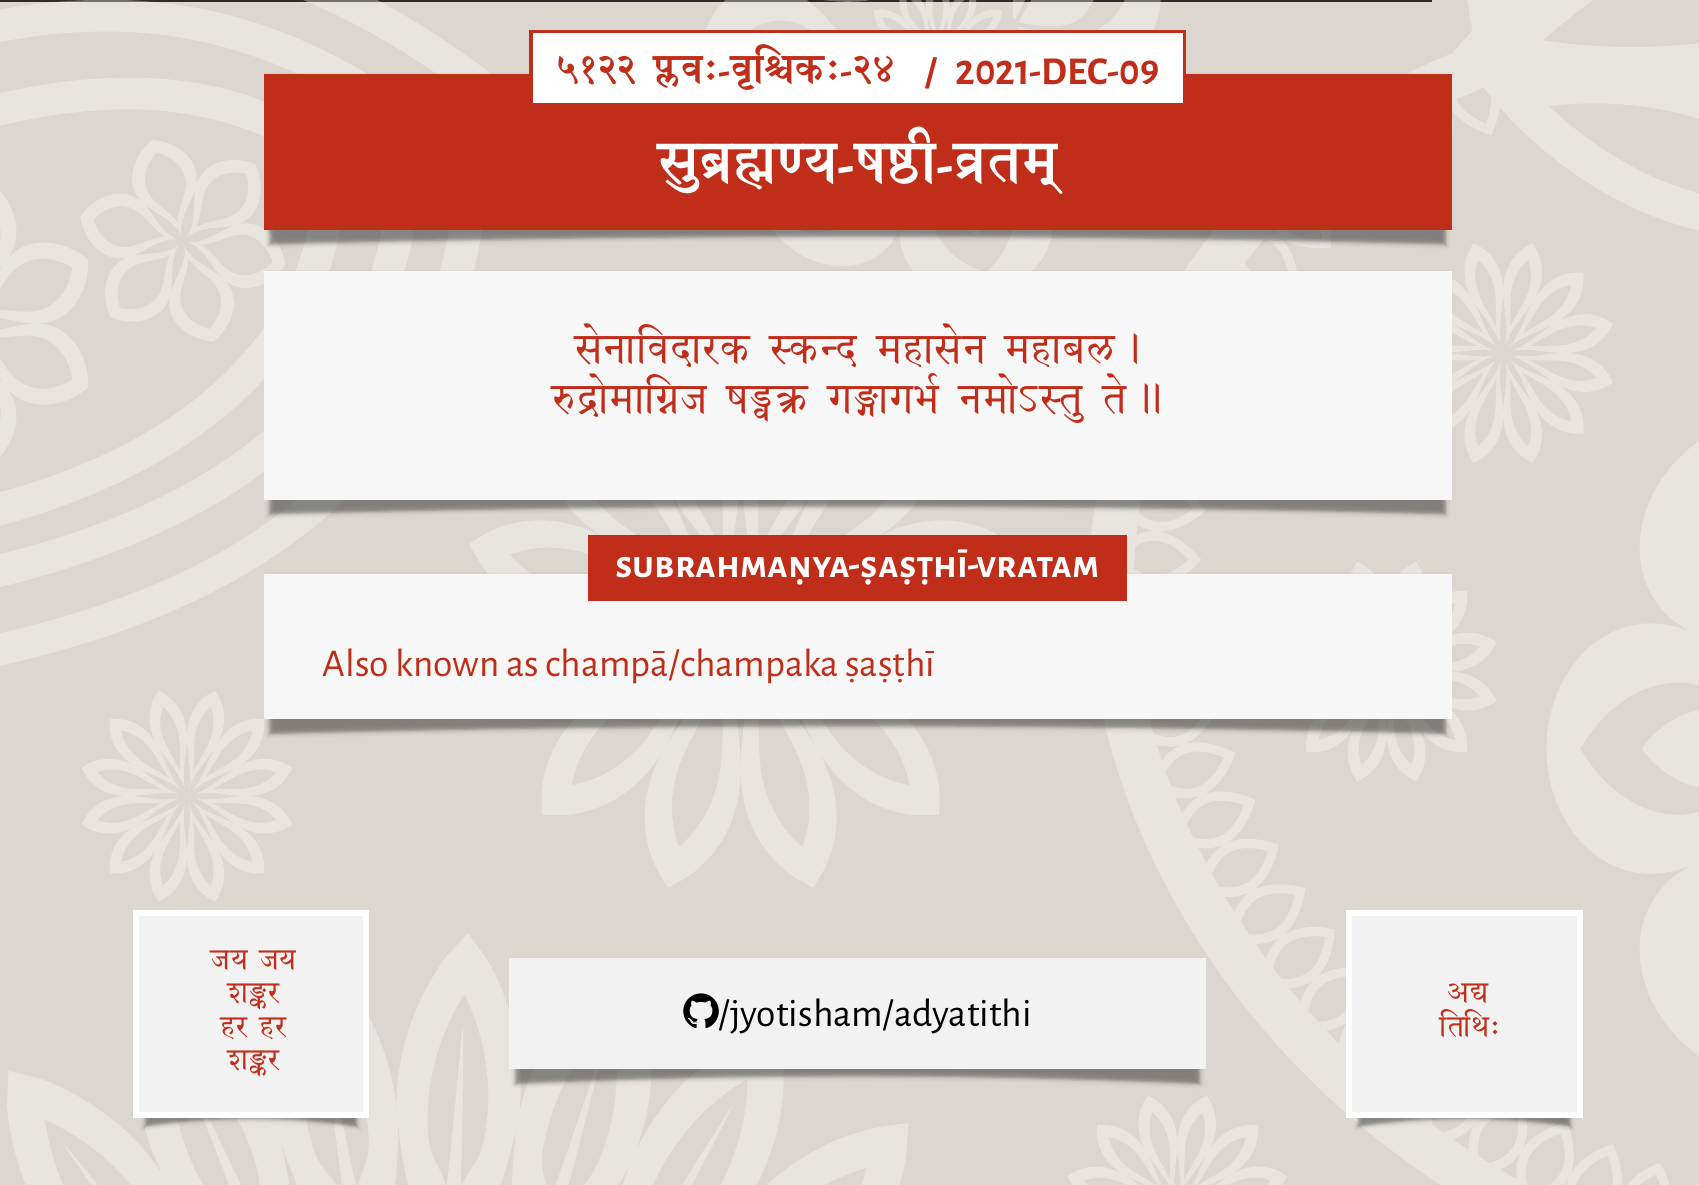 ५१२२ प्लवः-वृश्चिकः-२४ / 2021-DEC-09
सुब्रह्मण्य-षष्ठी-व्रतम्
सेनाविदारक स्कन्द महासेन महाबल।
रुद्रोमाग्निज षड्वक्त्र गङ्गागर्भ नमोऽस्तु ते॥
SUBRAHMAṆYA-ṢAṢṬHĪ-VRATAM
Also known as champā/champaka ṣaṣṭhī
जय जय
शङ्कर
हर हर
शङ्कर
/jyotisham/adyatithi
अद्य
तिथिः